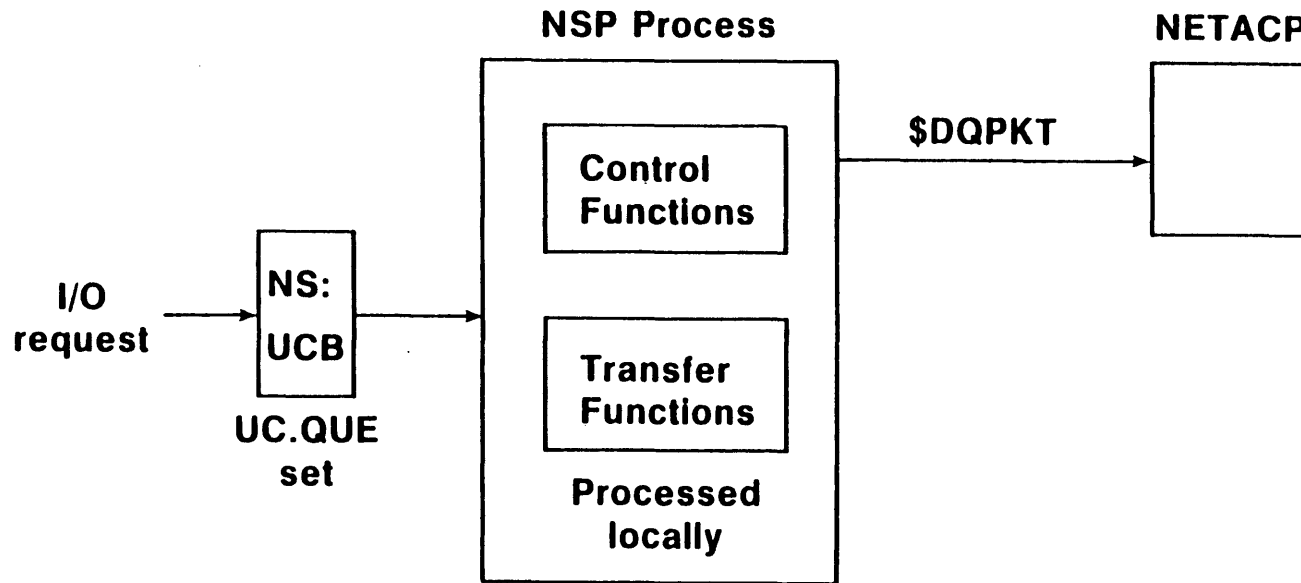 NSP Process
NETACP
$DQPKT
Control
Functions
I/O
request
NS:
UCB
UC.QUE
set
Transfer
Functions
Processed
locally